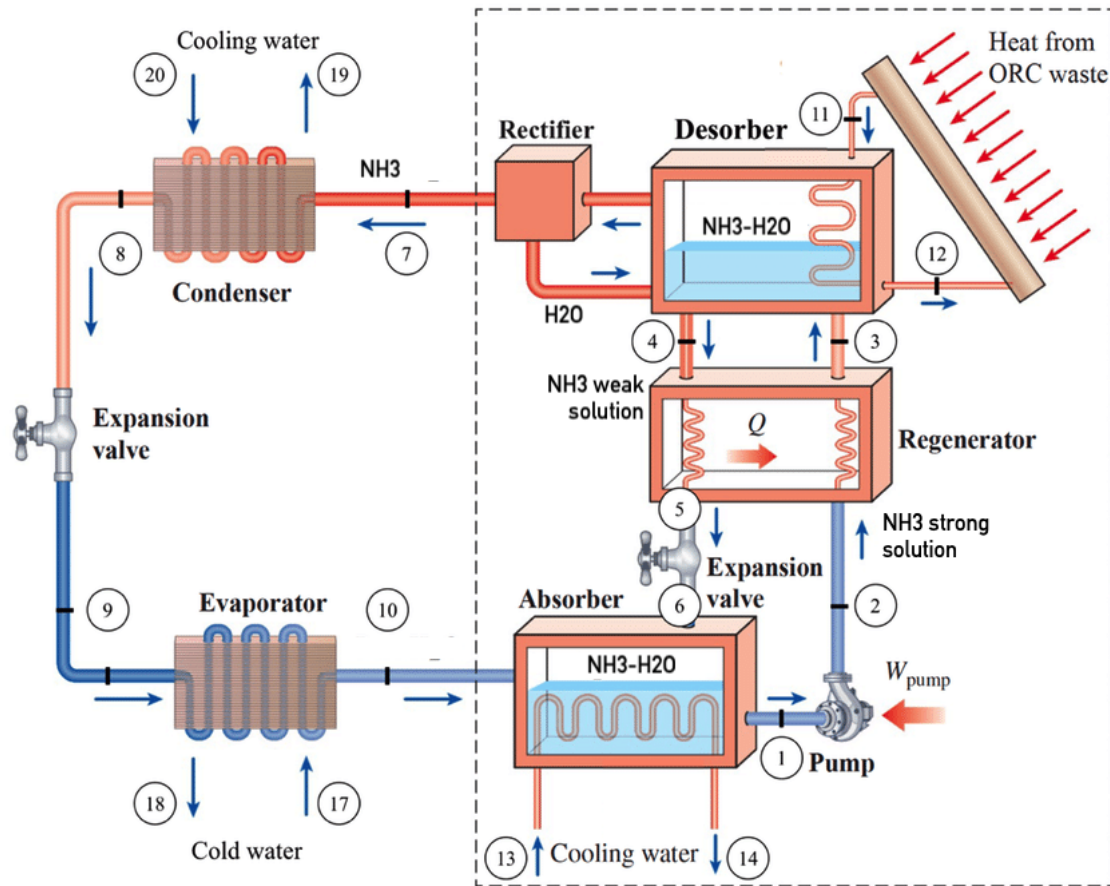 Cooling water
20
19
Heat from
ORC waste
11
Rectifier
Desorber
NH3
NH3-H2O
12
8
7
Condenser
H2O
4
3
NH3 weak
solution
Q
Regenerator
Expansion
valve
5
NH3 strong
solution
Expansion
valve
9
Evaporator
10
Absorber
6
2
NH3-H2O
Wpump
1
Pump
18
17
Cold water
13
Cooling water
14